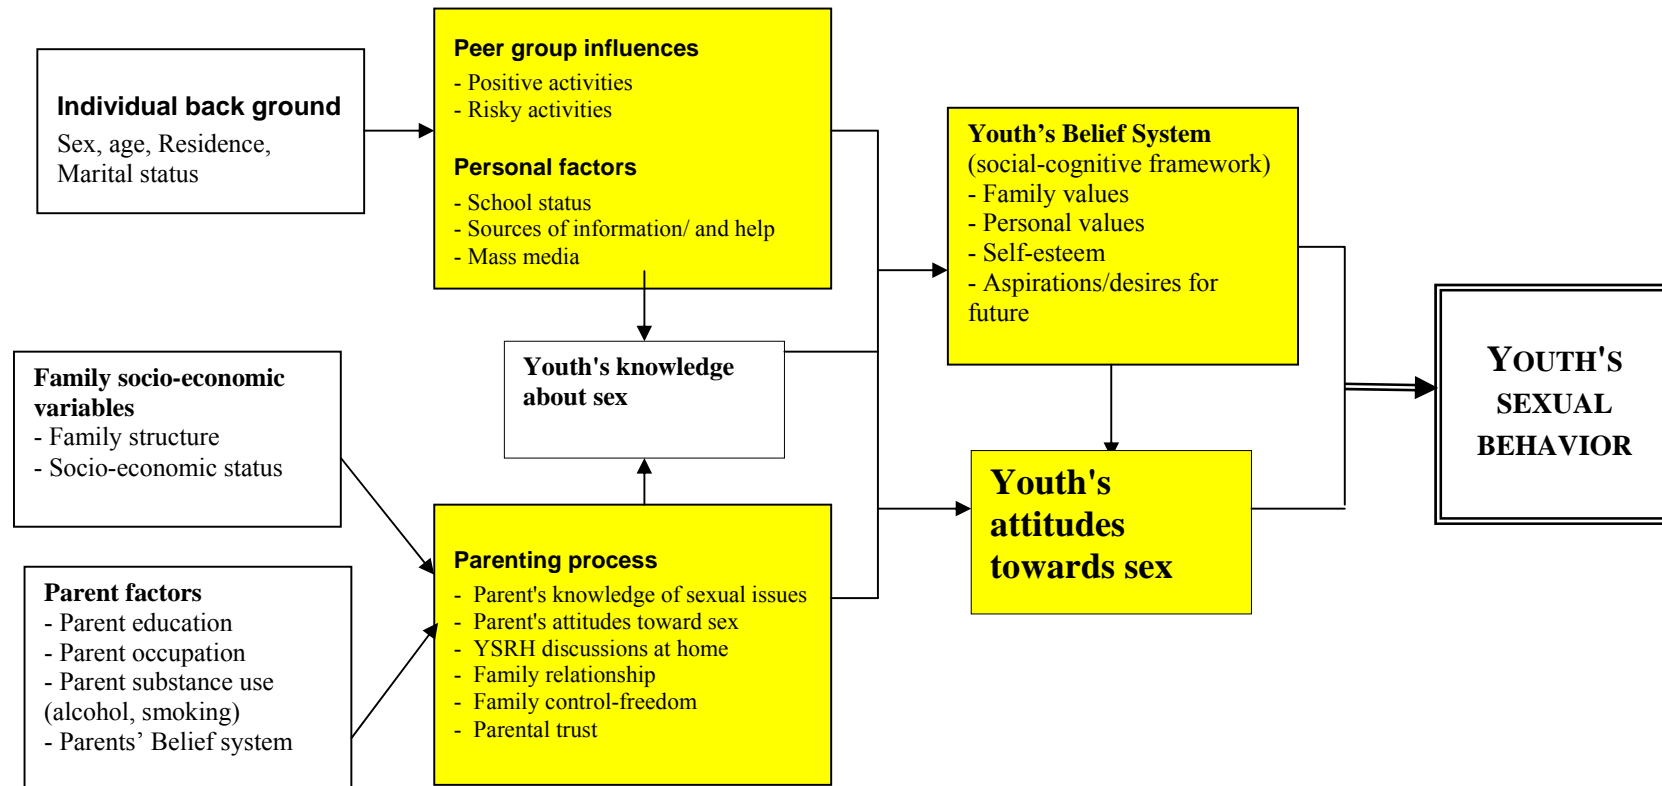 Individual back ground
Sex, age, Residence,
Marital status
Peer group influences
- Positive activities
- Risky activities
Personal factors
- School status
- Sources of information/ and help
- Mass media
Youth's knowledge
about sex
Family socio-economic
variables
- Family structure
- Socio-economic status
Parent factors
- Parent education
- Parent occupation
- Parent substance use
(alcohol, smoking)
- Parents’ Belief system
Parenting process
- Parent's knowledge of sexual issues
- Parent's attitudes toward sex
- YSRH discussions at home
- Family relationship
- Family control-freedom
- Parental trust
Youth’s Belief System
(social-cognitive framework)
- Family values
- Personal values
- Self-esteem
- Aspirations/desires for
future
Youth's
attitudes
towards sex
YOUTH'S
SEXUAL
BEHAVIOR